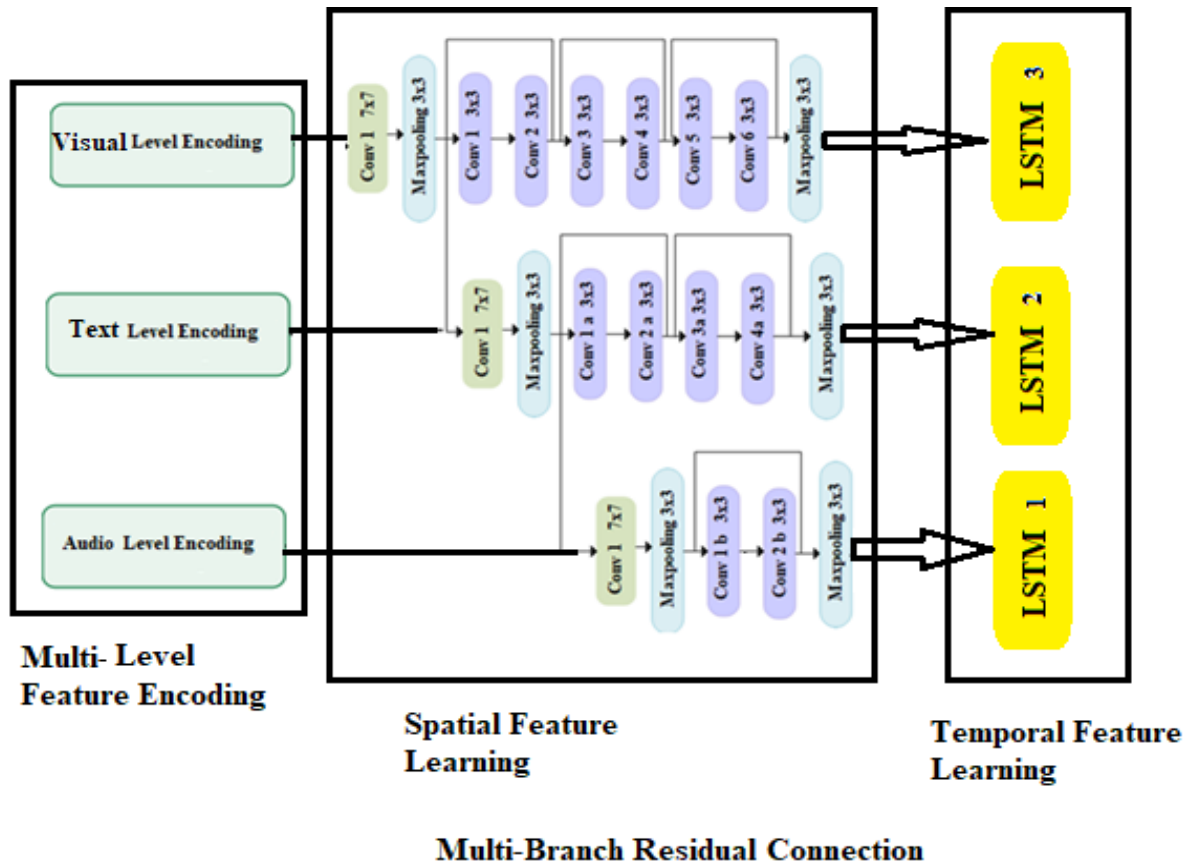 Visual Level Encoding
Conv 1 7x7
Maxpooling 3x3
Conv 1 3x3
Conv 2 3x3
Conv 3 3x3
Conv 4 3x3
Conv 5 3x3
Conv 6 3x3
Maxpooling 3x3
LSTM 3
Text Level Encoding
Conv 1 7x7
Maxpooling 3x3
Conv 1 a 3x3
Conv 2 a 3x3
Conv 3a 3x3
Conv 4a 3x3
Maxpooling 3x3
LSTM 2
Audio Level Encoding
Conv 1 7x7
Maxpooling 3x3
Conv 1 b 3x3
Conv 2 b 3x3
Maxpooling 3x3
LSTM 1
Multi- Level
Feature Encoding
Spatial Feature
Learning
Temporal Feature
Learning
Multi-Branch Residual Connection